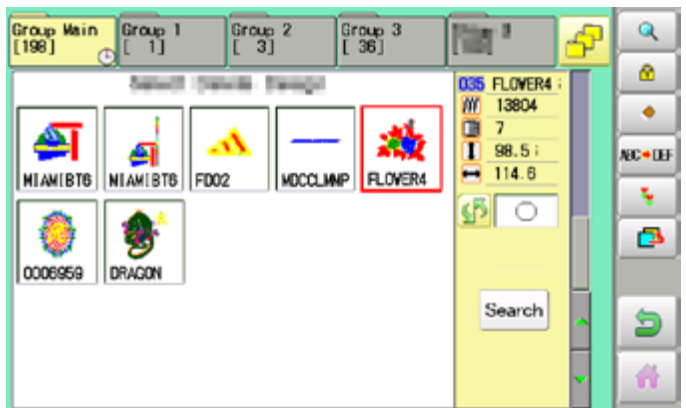 Group Main
[198]
Group 1
[ 1]
Group 2
[ 3]
Group 3
[ 36]
035 FLOWER4
13804
7
98.5
114.6
ABC DEF
MIAMIBT6
MIAMIBT6
FD02
MDCCLMNP
FLOWER4
0006959
DRAGON
Search